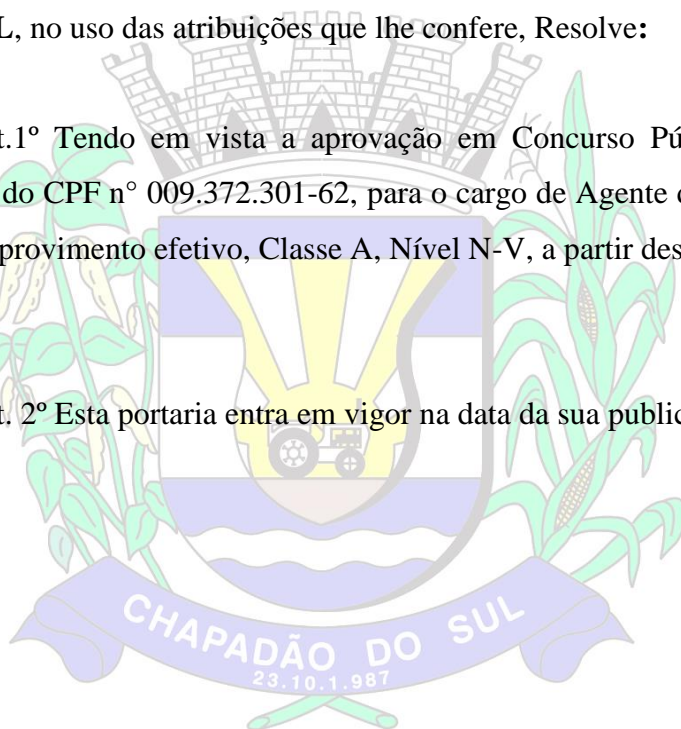 L, no uso das atribuições que lhe confere, Resolve:
t.1º Tendo em vista a aprovação em Concurso Pú
do CPF n° 009.372.301-62, para o cargo de Agente
provimento efetivo, Classe A, Nível N-V, a partir des
t. 2º Esta portaria entra em vigor na data da sua public
CHAPADÃO DO SUL
23.10.1.987